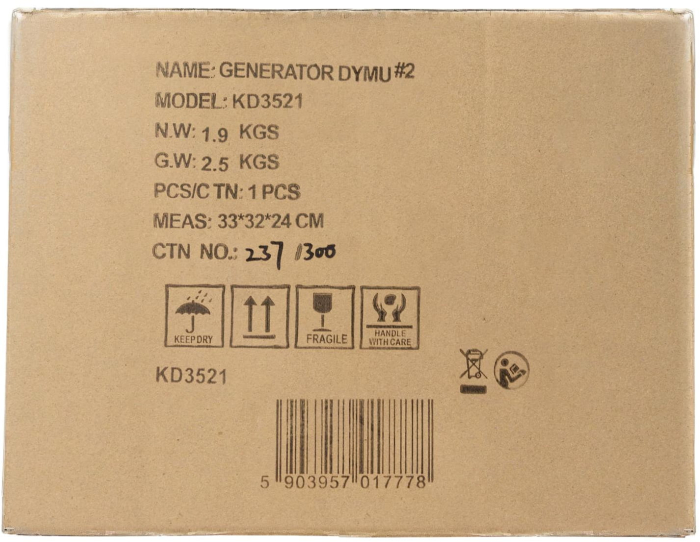 NAME: GENERATOR DYMU #2
MODEL: KD3521
N.W: 1.9 KGS
G.W: 2.5 KGS
PCS/C TN: 1 PCS
MEAS: 33*32*24 CM
CTN NO.: 237 /300
KEEP DRY
FRAGILE
HANDLE
WITH CARE
KD3521
5 903957 017778